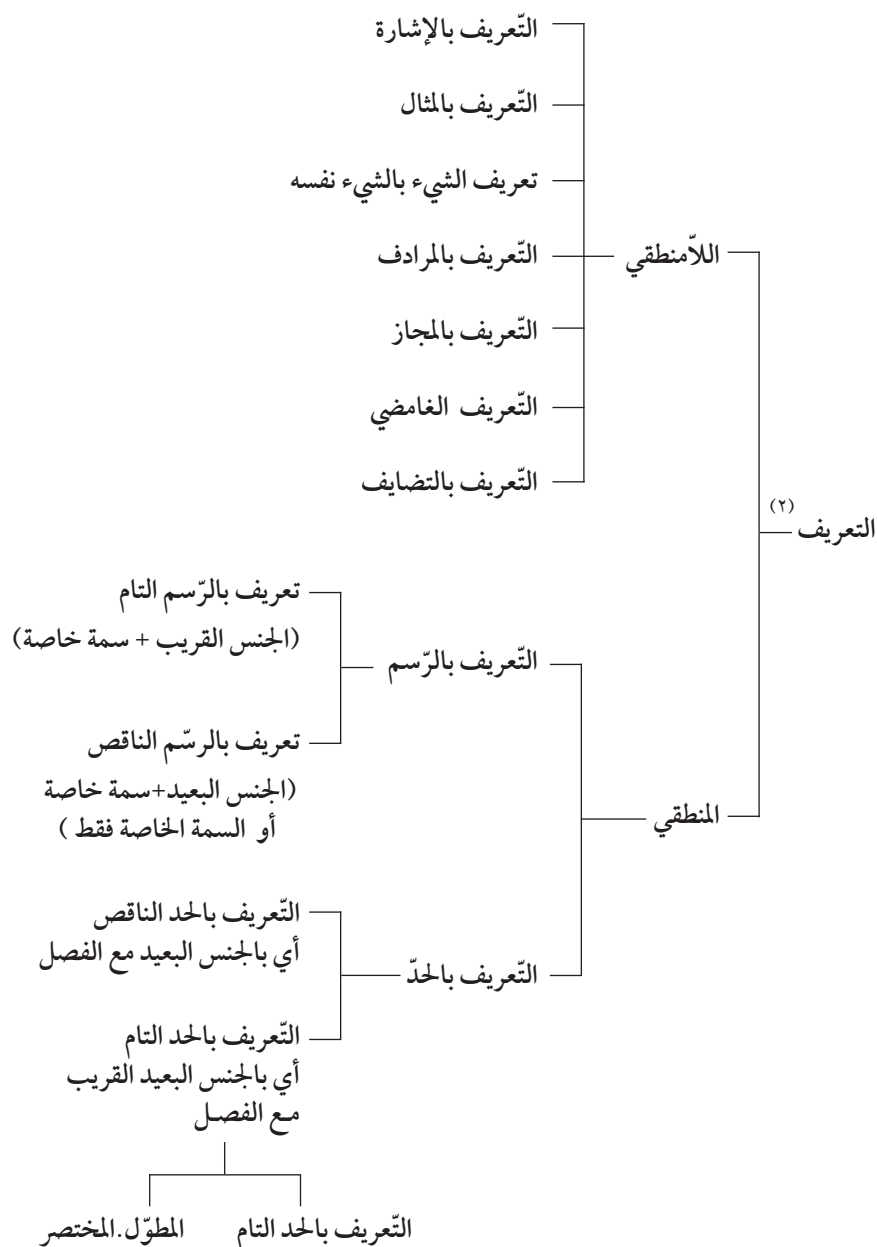 التّعريف بالإشارة
التّعريف بالمثال
تعريف الشيء بالشيء نفسه
اللاّمنطقي
التّعريف بالمرادف
التّعريف بالمجاز
التّعريف الغامضي
التّعريف بالتضايف
التعريف (٢)
تعريف بالرّسم التام
(الجنس القريب + سمة خاصة)
التّعريف بالرّسم
تعريف بالرسّم الناقص
(الجنس البعيد+سمة خاصة
أو السمة الخاصة فقط )
المنطقي
التّعريف بالحد الناقص
أي بالجنس البعيد مع الفصل
التّعريف بالحدّ
التّعريف بالحد التام
أي بالجنس البعيد القريب
مع الفصل
التّعريف بالحد التام
المطوّل.المختصر